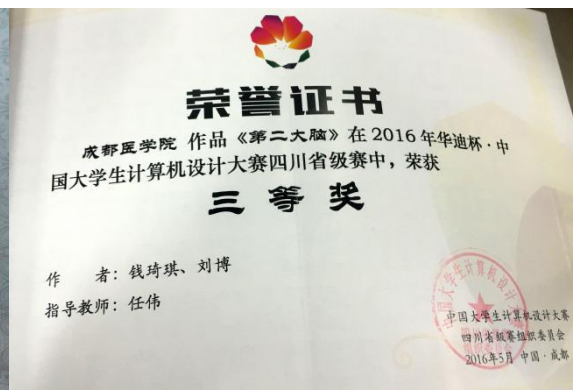 荣誉证书
成都医学院 作品《第二大脑》在2016年华迪杯·中
国大学生计算机设计大赛四川省级赛中，荣获
三等奖
作　者：钱琦琪、刘博
指导教师：任伟
中国大学生计算机设计大赛
四川省级赛组织委员会
2016年5月 中国·成都